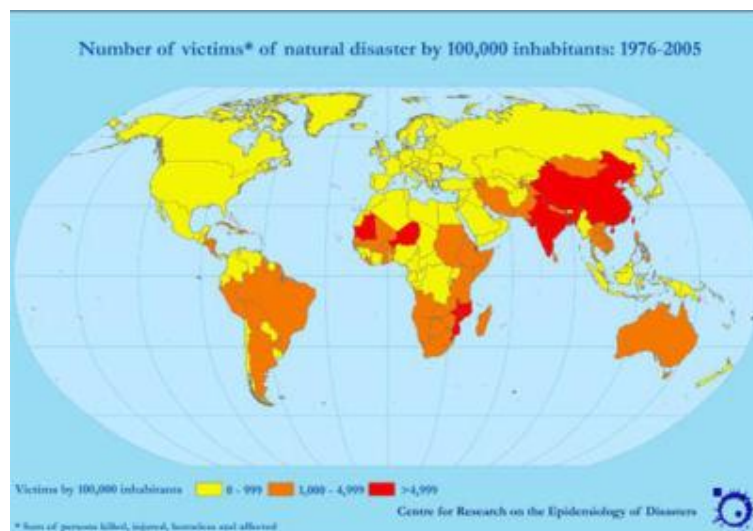 Number of victims* of natural disaster by 100,000 inhabitants: 1976-2005
Victims by 100,000 inhabitants 0 - 999 1,000 - 4,999 >4,999
Centre for Research on the Epidemiology of Disasters
* Sum of persons killed, injured, homeless and affected